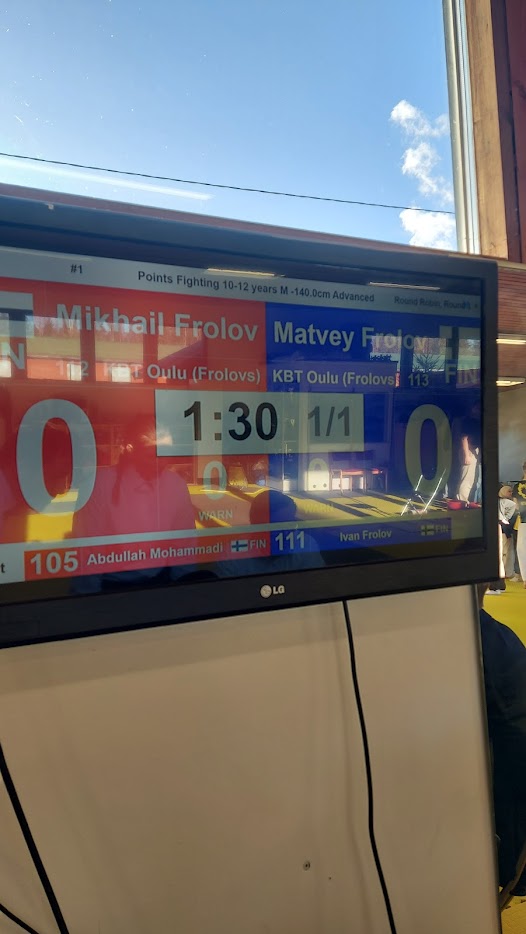 #1
Points Fighting 10-12 years M -140.0cm Advanced
Round Robin, Round1
Mikhail Frolov
Matvey Frolov
FIN
112 KBT Oulu (Frolovs)
KBT Oulu (Frolovs) 113
0
1:30
1/1
0
0
0
WARN
105 Abdullah Mohammadi FIN
111 Ivan Frolov FIN
LG